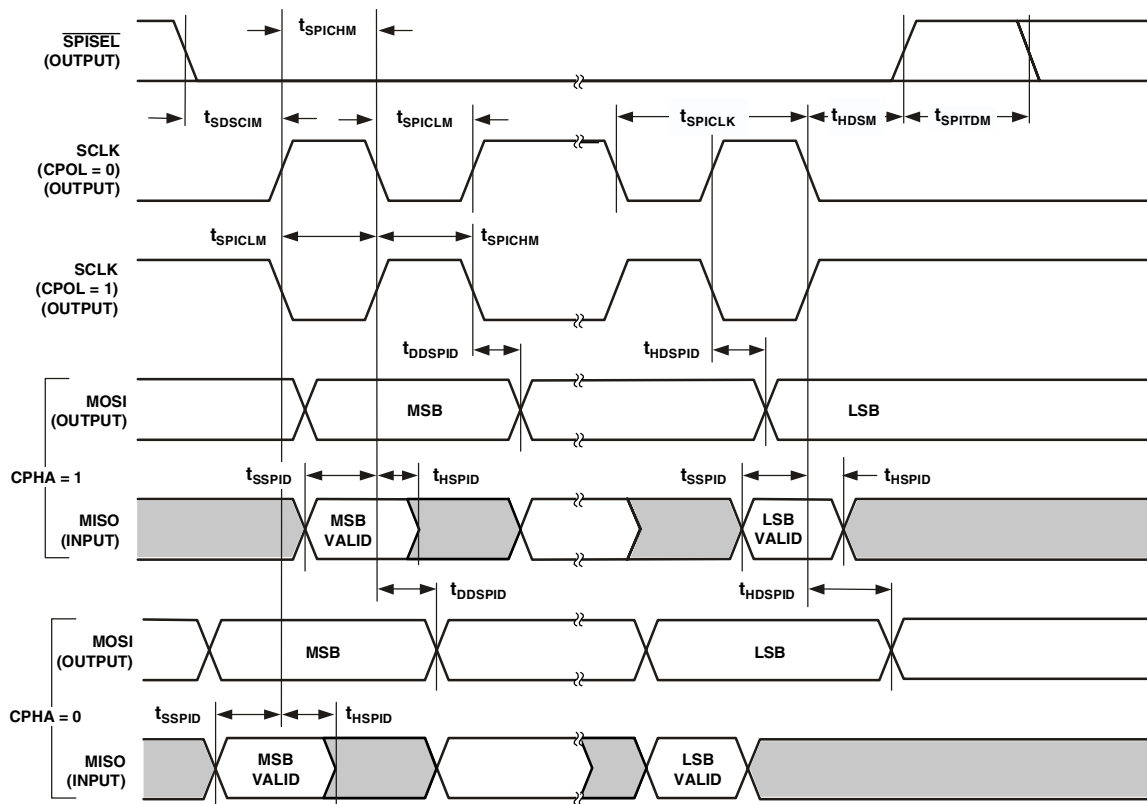 SPISEL
(OUTPUT)
tSPICHM
tSDSCIM
tSPICLM
tSPICLK
tHDSM
tSPITDM
SCLK
(CPOL = 0)
(OUTPUT)
tSPICLM
tSPICHM
SCLK
(CPOL = 1)
(OUTPUT)
tDDSPID
tHDSPID
CPHA = 1
MOSI
(OUTPUT)
MSB
LSB
tSSPID
tHSPID
tSSPID
tHSPID
MISO
(INPUT)
MSB
VALID
LSB
VALID
tDDSPID
tHDSPID
CPHA = 0
MOSI
(OUTPUT)
MSB
LSB
tSSPID
tHSPID
MISO
(INPUT)
MSB
VALID
LSB
VALID